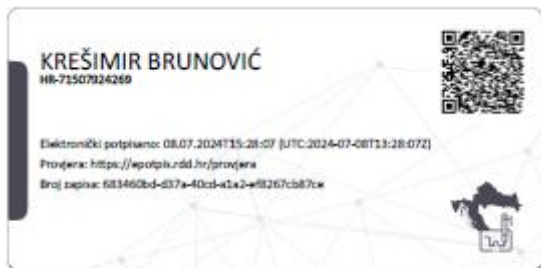 KREŠIMIR BRUNOVIĆ
HR-71507924269
Elektronički potpisano: 08.07.2024T15:28:07 (UTC:2024-07-08T13:28:07Z)
Provjera: https://epotpis.rdd.hr/provjera
Broj zapisa: 683460bd-d37a-40cd-a1a2-ef8267cb87ce